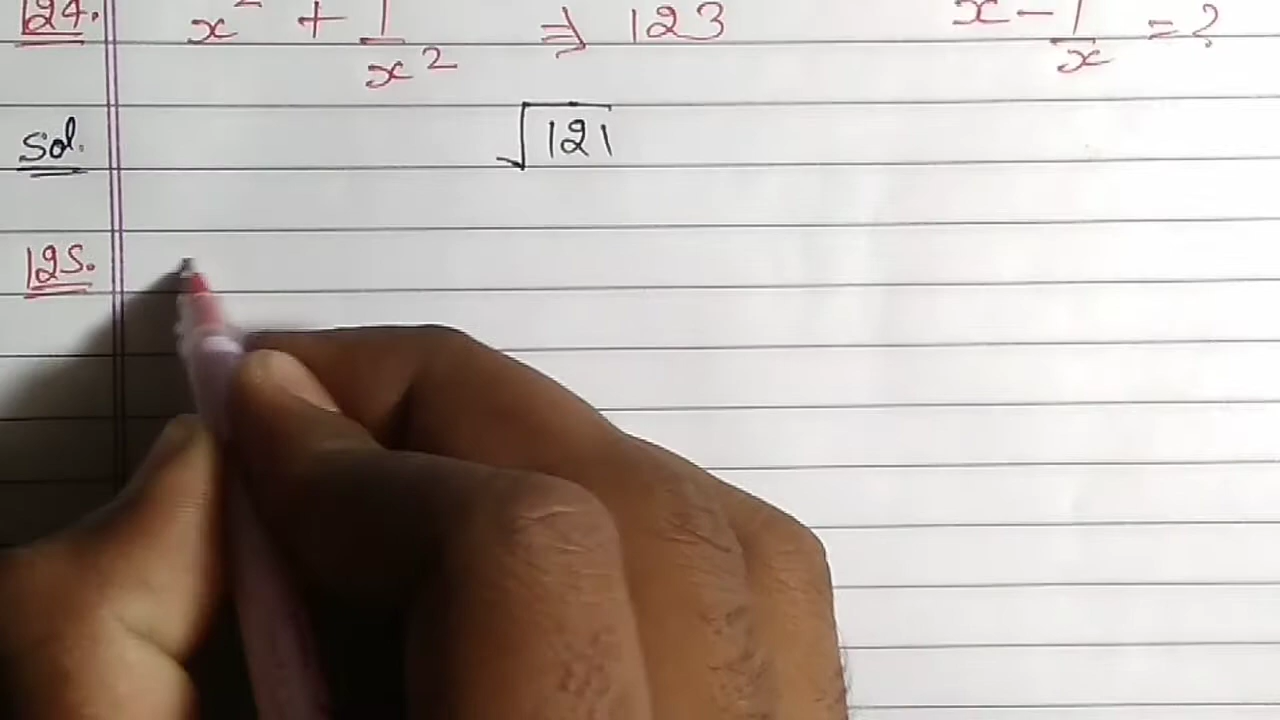 124. x² + 1/x² ⇒ 123 x - 1/x = ?
Sol. √121
125.